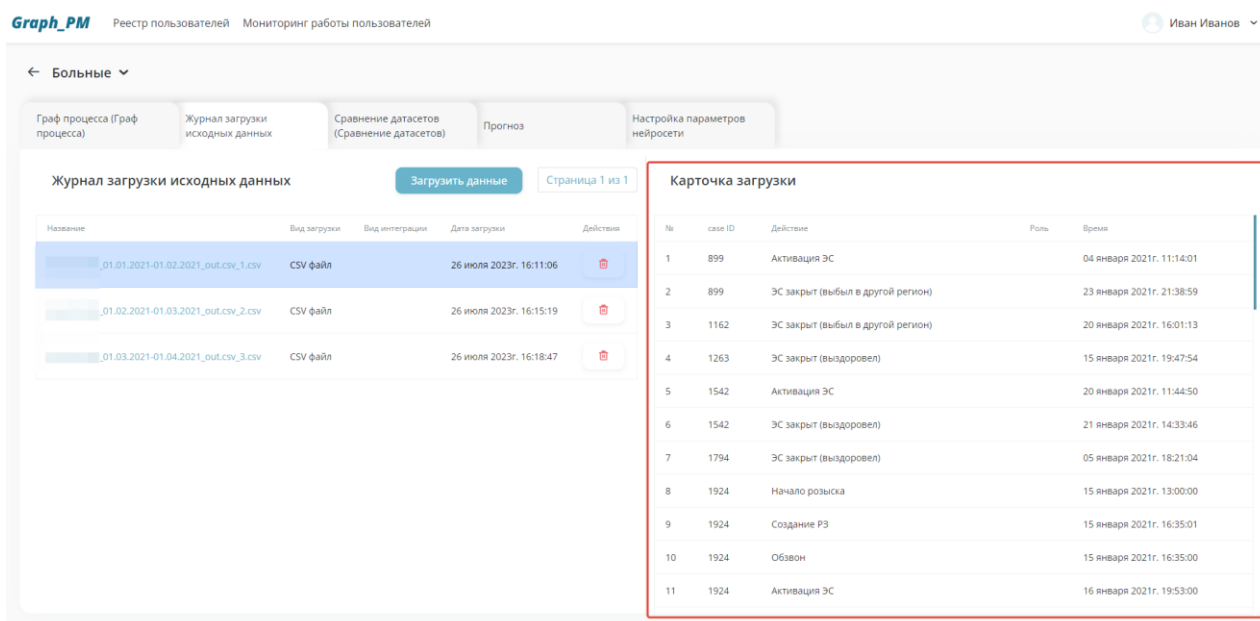 Graph_PM Реестр пользователей Мониторинг работы пользователей Иван Иванов
Больные
Граф процесса (Граф процесса)
Журнал загрузки исходных данных
Сравнение датасетов (Сравнение датасетов)
Прогноз
Настройка параметров нейросети
Журнал загрузки исходных данных Загрузить данные Страница 1 из 1
Название Вид загрузки Вид интеграции Дата загрузки Действия
_01.01.2021-01.02.2021_out.csv_1.csv CSV файл 26 июля 2023г. 16:11:06
_01.02.2021-01.03.2021_out.csv_2.csv CSV файл 26 июля 2023г. 16:15:19
_01.03.2021-01.04.2021_out.csv_3.csv CSV файл 26 июля 2023г. 16:18:47
Карточка загрузки
№ case ID Действие Роль Время
1 899 Активация ЭС 04 января 2021г. 11:14:01
2 899 ЭС закрыт (выбыл в другой регион) 23 января 2021г. 21:38:59
3 1162 ЭС закрыт (выбыл в другой регион) 20 января 2021г. 16:01:13
4 1263 ЭС закрыт (выздоровел) 15 января 2021г. 19:47:54
5 1542 Активация ЭС 20 января 2021г. 11:44:50
6 1542 ЭС закрыт (выздоровел) 21 января 2021г. 14:33:46
7 1794 ЭС закрыт (выздоровел) 05 января 2021г. 18:21:04
8 1924 Начало розыска 15 января 2021г. 13:00:00
9 1924 Создание РЗ 15 января 2021г. 16:35:01
10 1924 Обзвон 15 января 2021г. 16:35:00
11 1924 Активация ЭС 16 января 2021г. 19:53:00